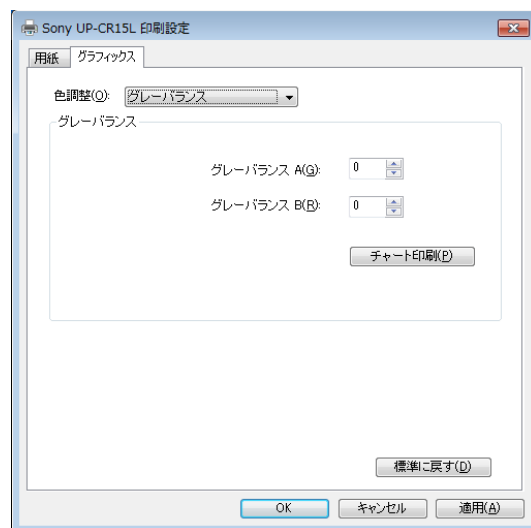 Sony UP-CR15L 印刷設定
用紙 グラフィックス
色調整(O): グレーバランス
グレーバランス
グレーバランス A(G): 0
グレーバランス B(R): 0
チャート印刷(P)
標準に戻す(D)
OK キャンセル 適用(A)